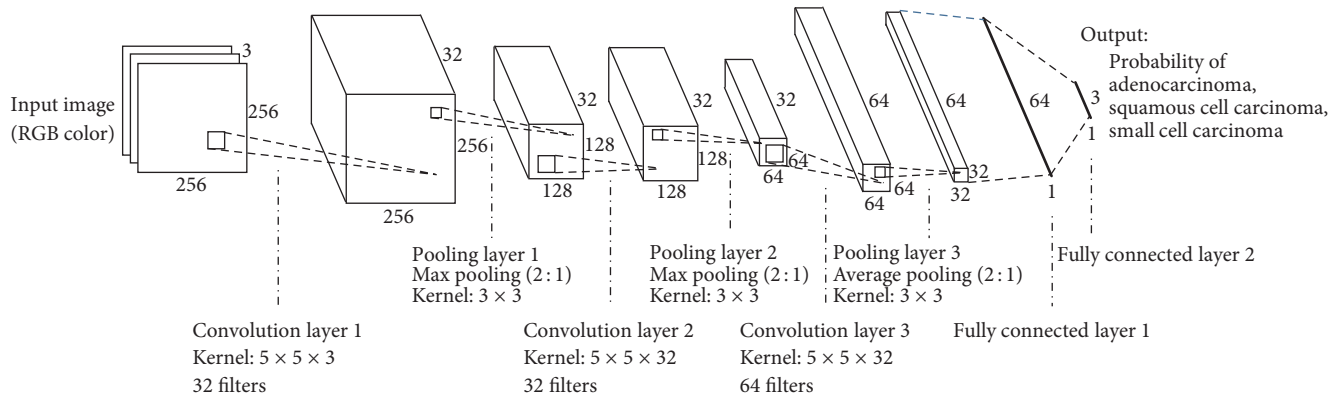 Input image
(RGB color)
3
256
256
32
256
256
32
128
128
32
128
128
32
64
64
64
64
64
64
32
32
64
1
3
1
Output:
Probability of
adenocarcinoma,
squamous cell carcinoma,
small cell carcinoma
Pooling layer 1
Max pooling (2 : 1)
Kernel: 3 × 3
Pooling layer 2
Max pooling (2 : 1)
Kernel: 3 × 3
Pooling layer 3
Average pooling (2 : 1)
Kernel: 3 × 3
Fully connected layer 2
Convolution layer 1
Kernel: 5 × 5 × 3
32 filters
Convolution layer 2
Kernel: 5 × 5 × 32
32 filters
Convolution layer 3
Kernel: 5 × 5 × 32
64 filters
Fully connected layer 1